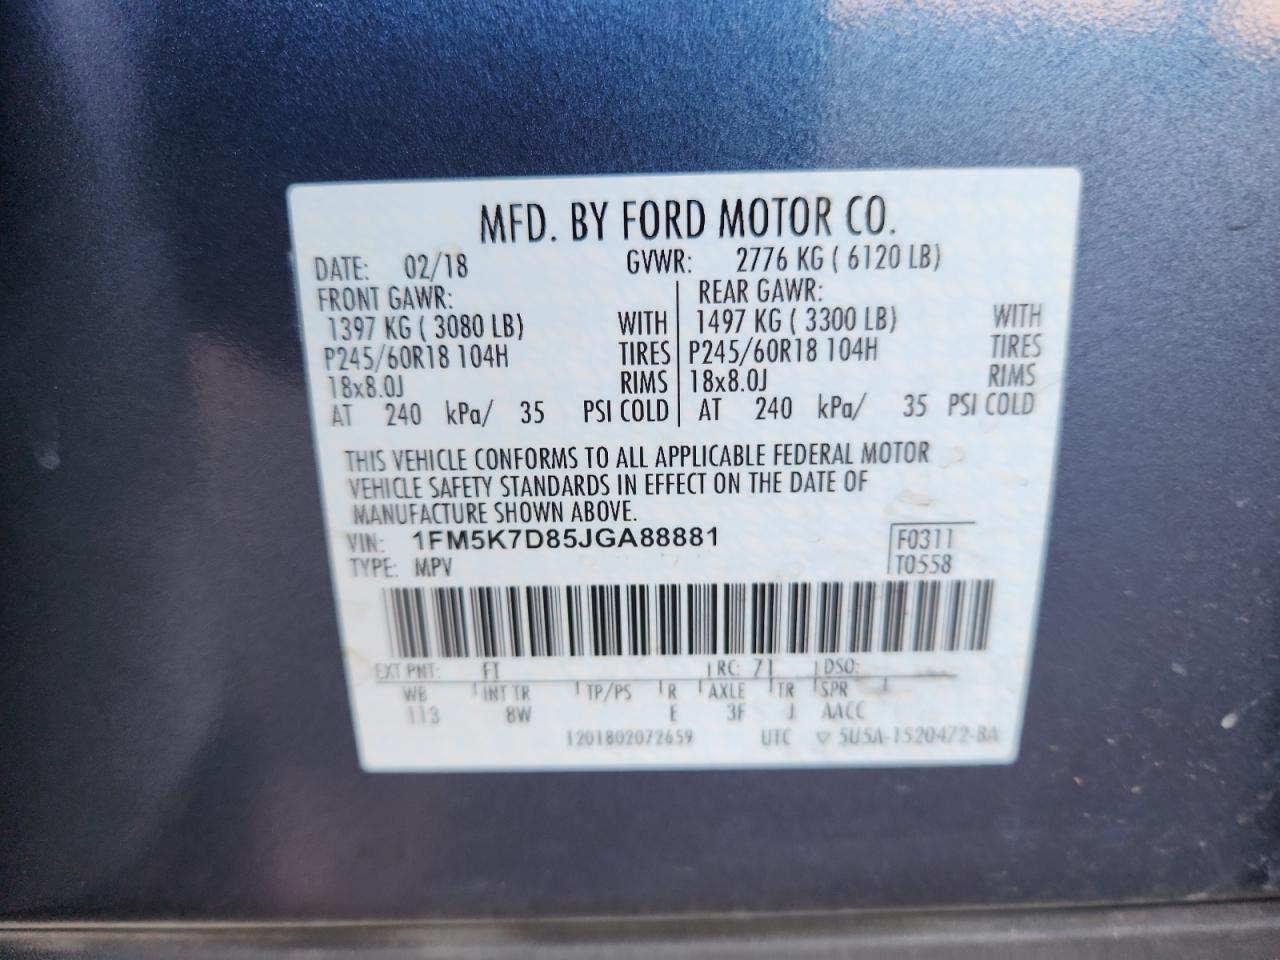 MFD. BY FORD MOTOR CO.
DATE: 02/18 GVWR: 2776 KG ( 6120 LB)
FRONT GAWR: REAR GAWR:
1397 KG ( 3080 LB) WITH 1497 KG ( 3300 LB) WITH
P245/60R18 104H TIRES P245/60R18 104H TIRES
18x8.0J RIMS 18x8.0J RIMS
AT 240 kPa/ 35 PSI COLD AT 240 kPa/ 35 PSI COLD
THIS VEHICLE CONFORMS TO ALL APPLICABLE FEDERAL MOTOR
VEHICLE SAFETY STANDARDS IN EFFECT ON THE DATE OF
MANUFACTURE SHOWN ABOVE.
VIN: 1FM5K7D85JGA88881 F0311
TYPE: MPV T0558
EXT PNT: FT RC: 71 DSO:
WB INT TR TP/PS R AXLE TR SPR
113 8W E 3F J AACC
1201802072659 UTC ▽ 5U5A-1520472-BA